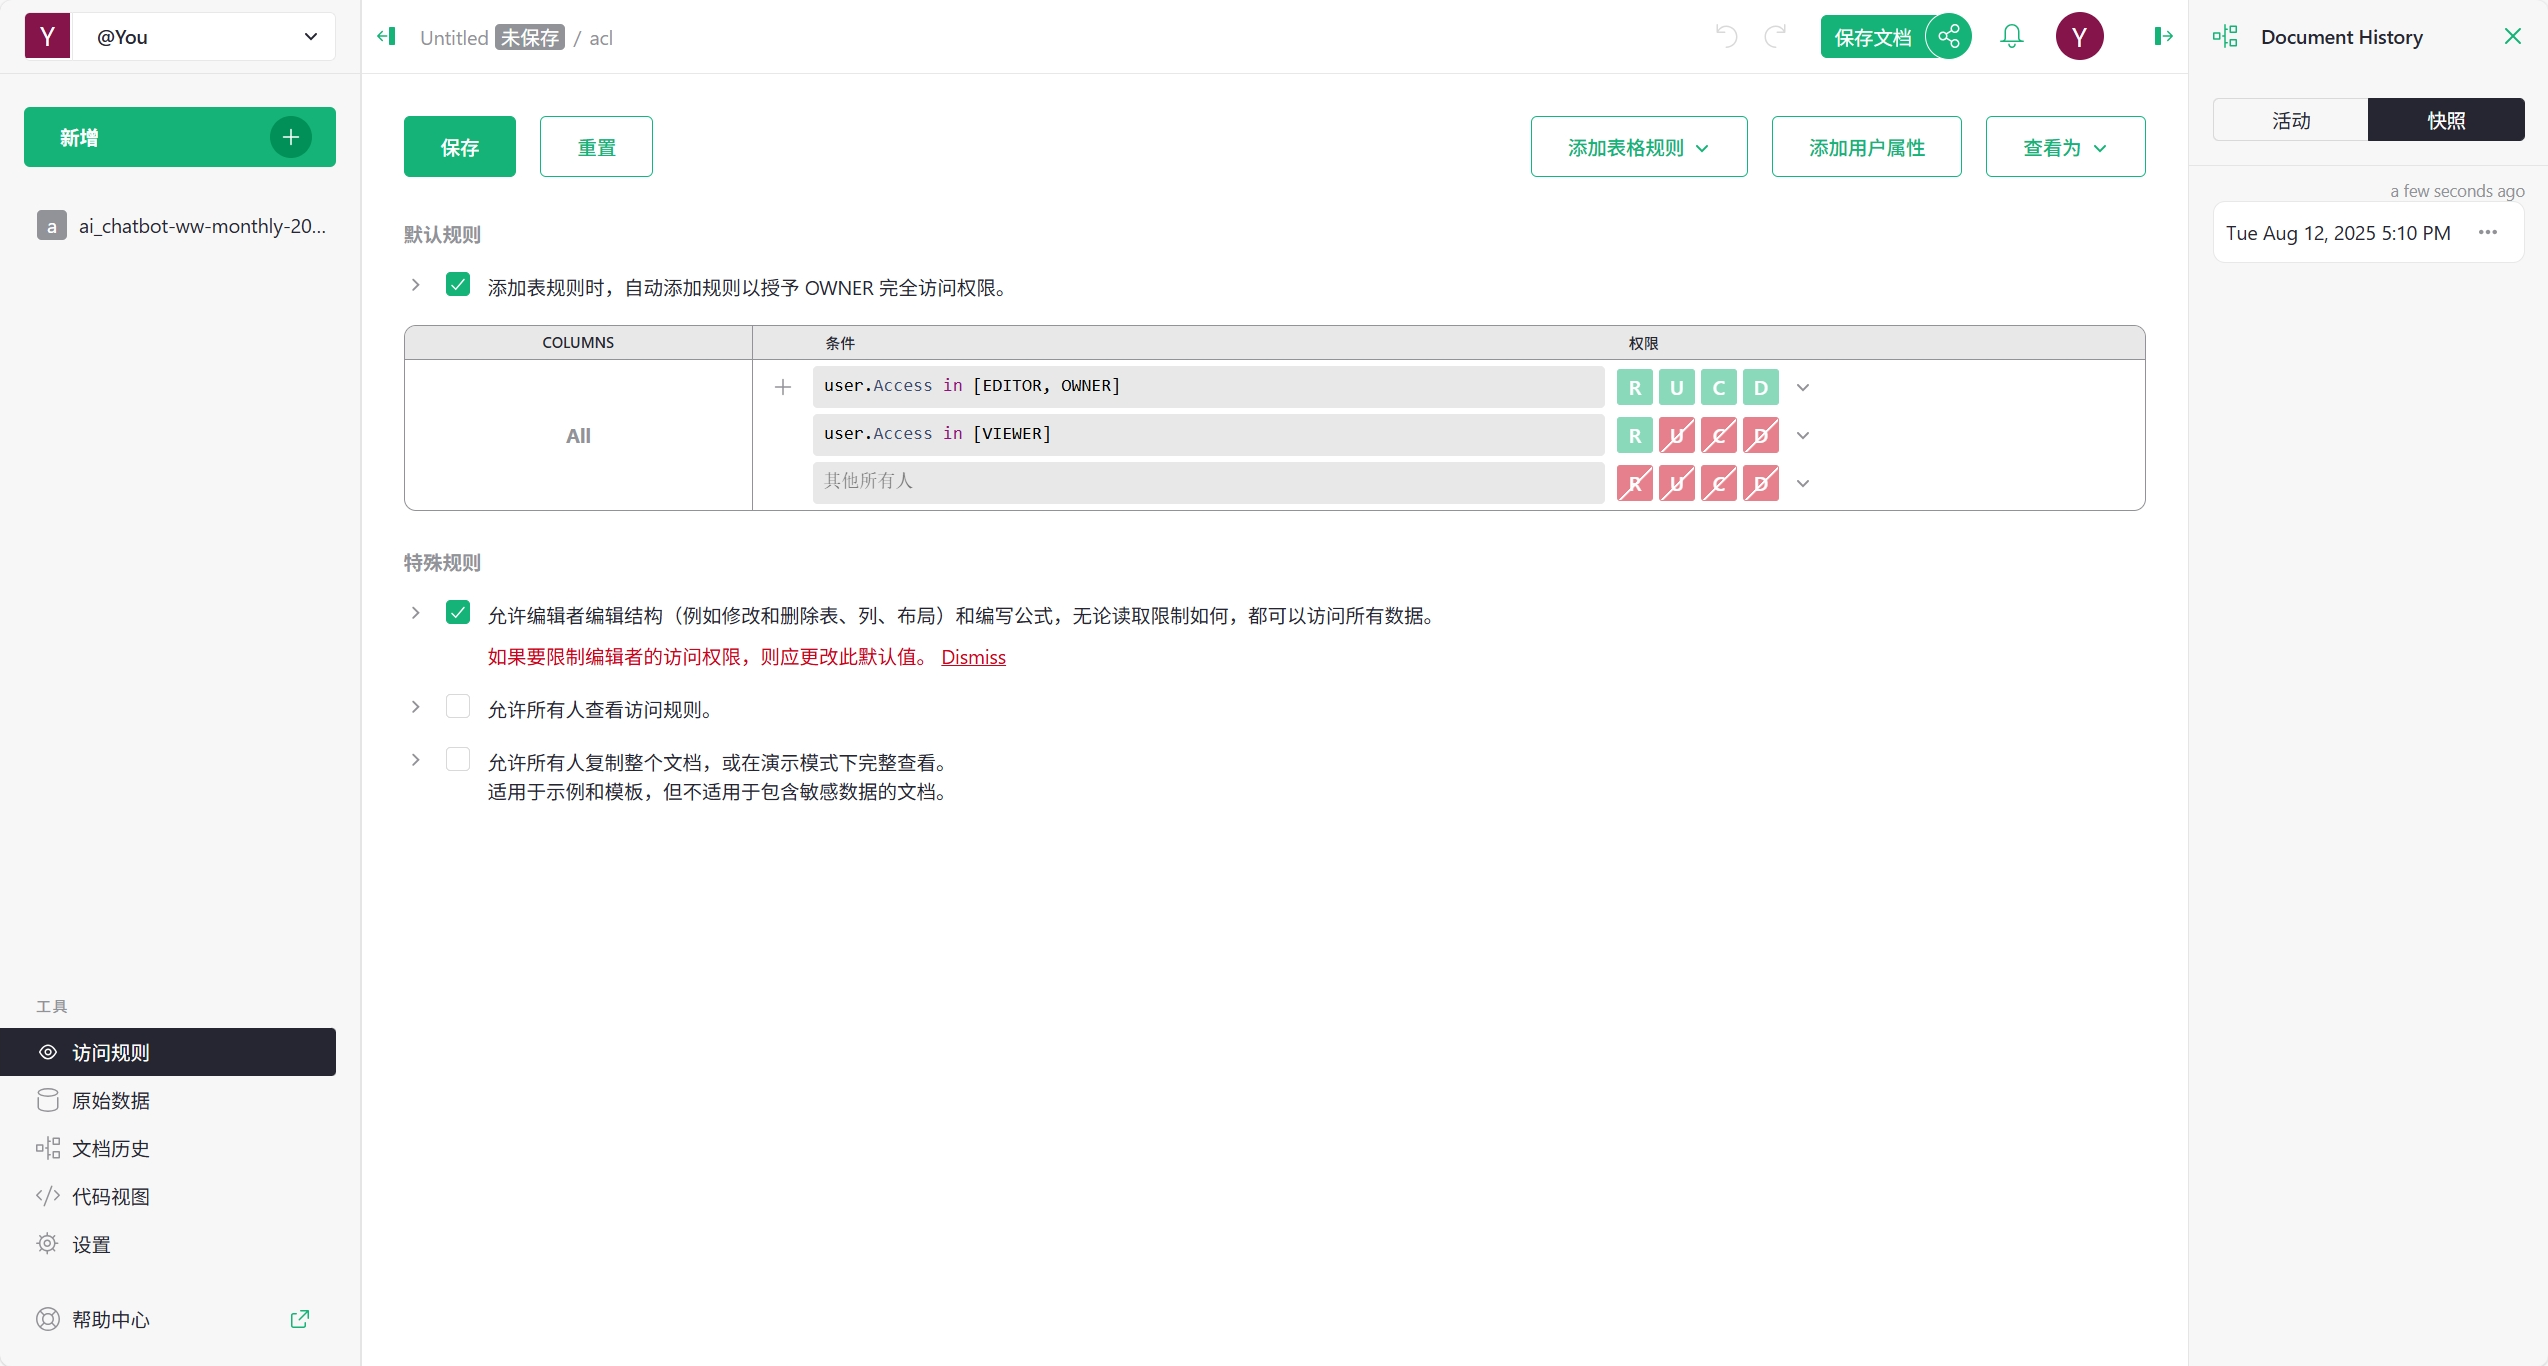 Y @You
Untitled 未保存 / acl
保存文档
Y
Document History
新增
保存
重置
添加表格规则
添加用户属性
查看为
活动
快照
a few seconds ago
Tue Aug 12, 2025 5:10 PM
a ai_chatbot-ww-monthly-20...
默认规则
添加表规则时，自动添加规则以授予 OWNER 完全访问权限。
COLUMNS 条件 权限
All
user.Access in [EDITOR, OWNER] R U C D
user.Access in [VIEWER] R U C D
其他所有人 R U C D
特殊规则
允许编辑者编辑结构（例如修改和删除表、列、布局）和编写公式，无论读取限制如何，都可以访问所有数据。
如果要限制编辑者的访问权限，则应更改此默认值。 Dismiss
允许所有人查看访问规则。
允许所有人复制整个文档，或在演示模式下完整查看。
适用于示例和模板，但不适用于包含敏感数据的文档。
工具
访问规则
原始数据
文档历史
代码视图
设置
帮助中心